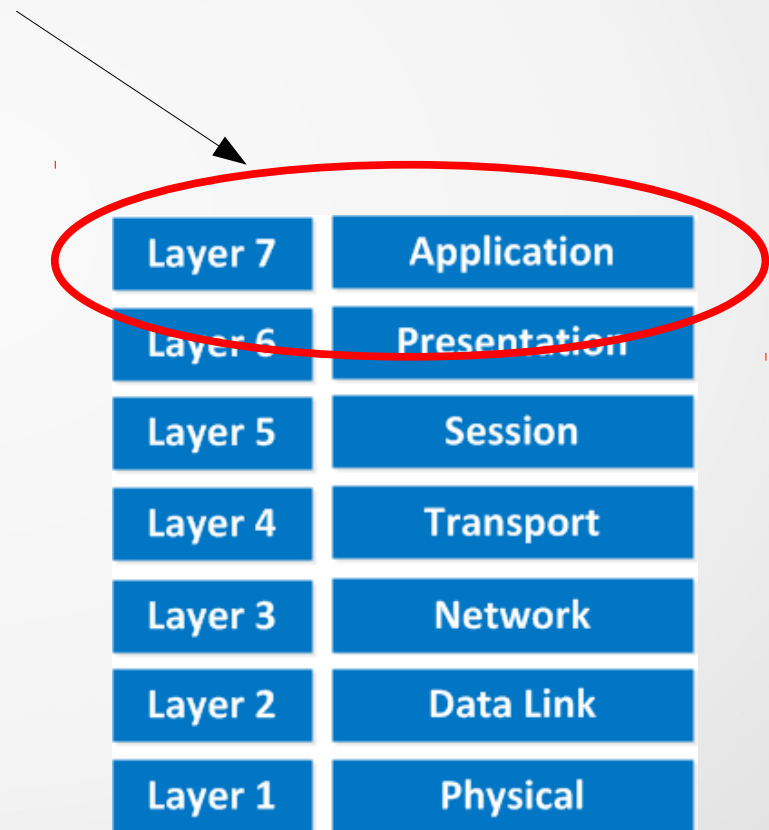 Layer 7 Application
Layer 6 Presentation
Layer 5 Session
Layer 4 Transport
Layer 3 Network
Layer 2 Data Link
Layer 1 Physical